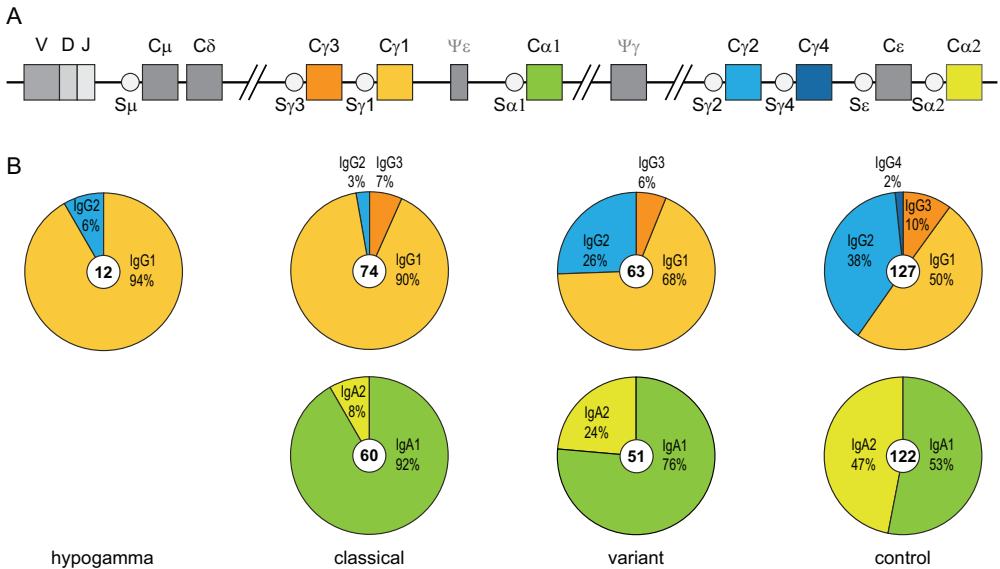 A
V D J Cμ Cδ Cγ3 Cγ1 Ψε Cα1 Ψγ Cγ2 Cγ4 Cε Cα2
Sμ Sγ3 Sγ1 Sα1 Sγ2 Sγ4 Sε Sα2
B
IgG2
6%
IgG1
94%
12
IgG2
3%
IgG3
7%
IgG1
90%
74
IgG3
6%
IgG2
26%
IgG1
68%
63
IgG4
2%
IgG3
10%
IgG2
38%
IgG1
50%
127
IgA2
8%
IgA1
92%
60
IgA2
24%
IgA1
76%
51
IgA2
47%
IgA1
53%
122
hypogamma classical variant control